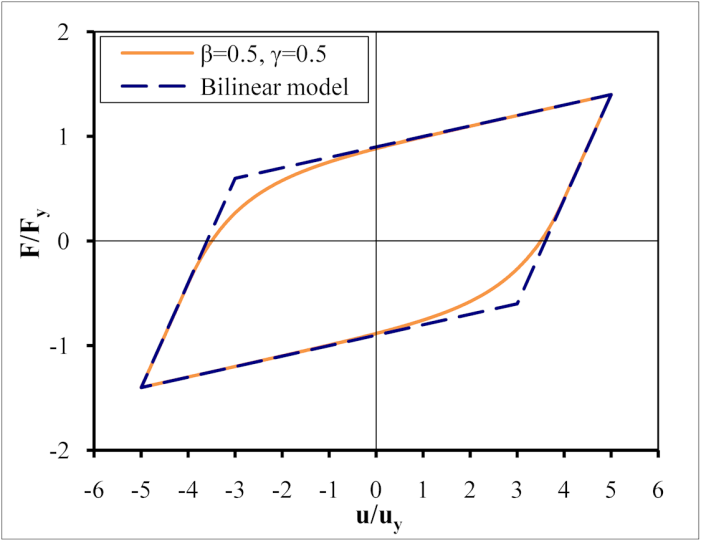 2
β=0.5, γ=0.5
Bilinear model
1
F/Fy
0
-1
-2
-6 -5 -4 -3 -2 -1 0 1 2 3 4 5 6
u/uy